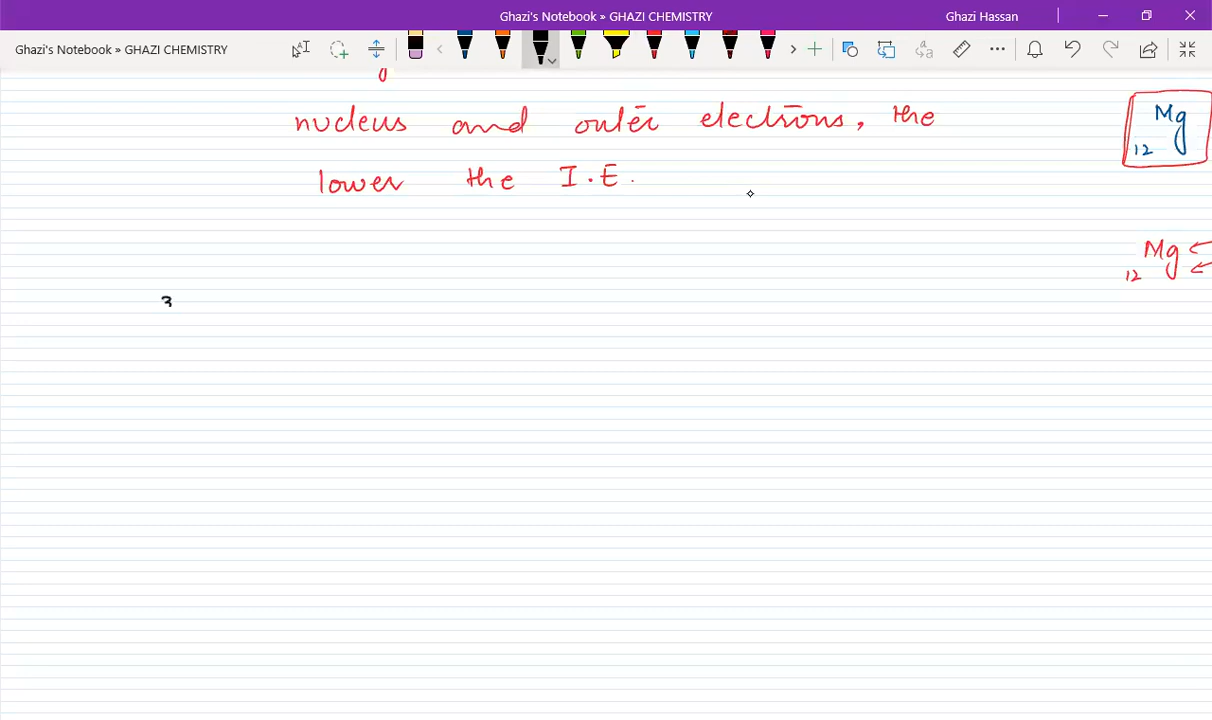 Ghazi's Notebook » GHAZI CHEMISTRY
Ghazi Hassan
Ghazi's Notebook » GHAZI CHEMISTRY
nucleus and outer electrons, the
lower the I.E.
12 Mg
12 Mg
3